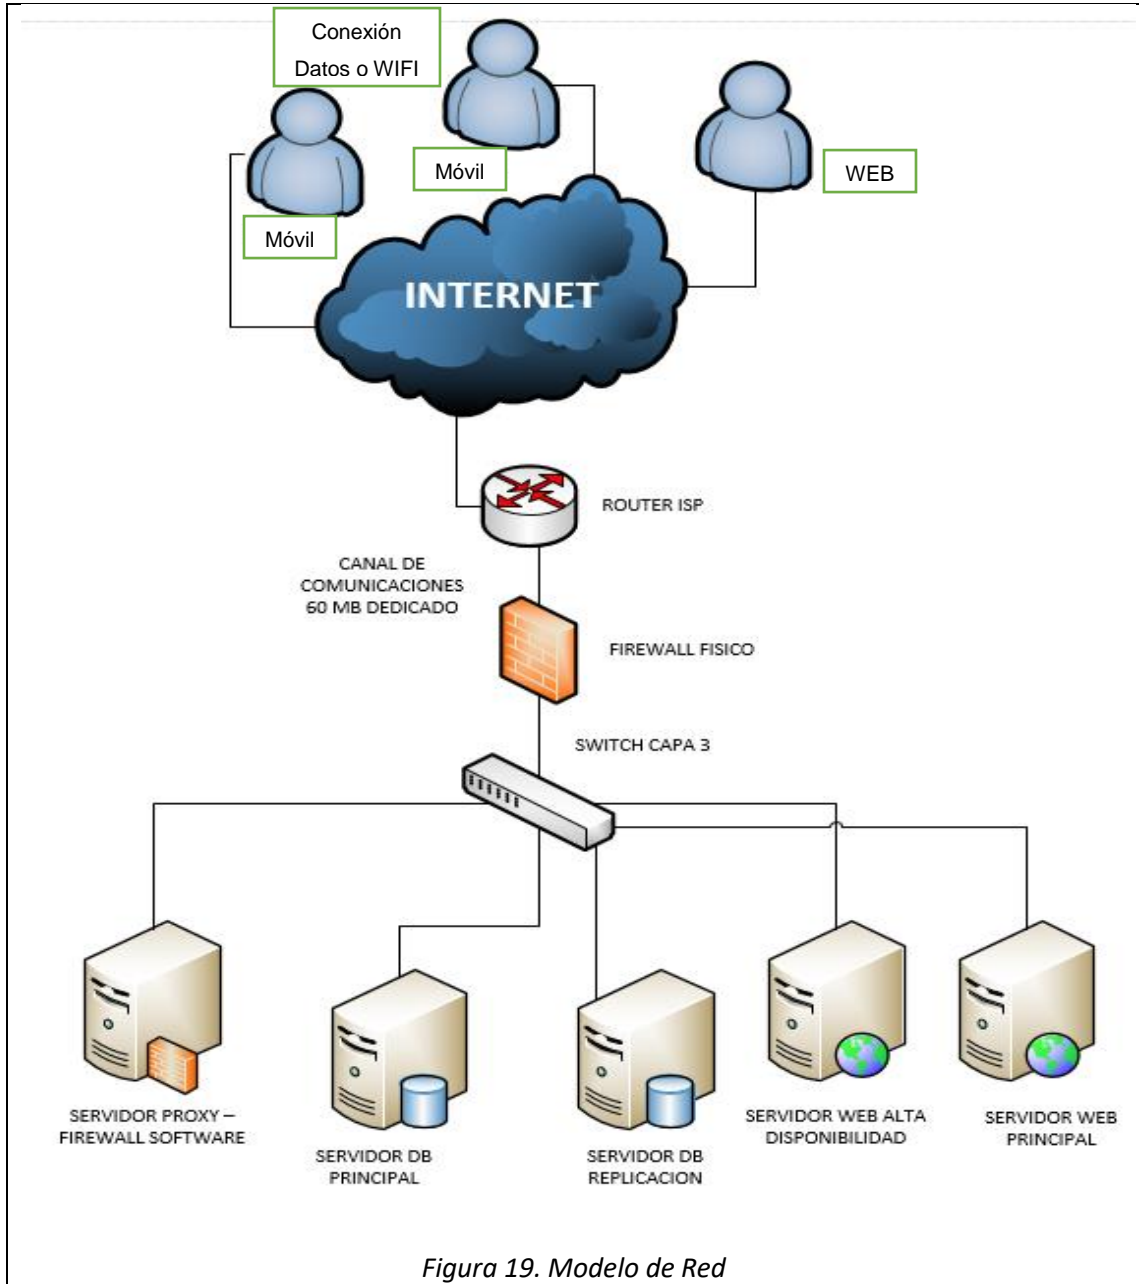 Conexión
Datos o WIFI
Móvil
WEB
Móvil
INTERNET
ROUTER ISP
CANAL DE
COMUNICACIONES
60 MB DEDICADO
FIREWALL FISICO
SWITCH CAPA 3
SERVIDOR PROXY –
FIREWALL SOFTWARE
SERVIDOR DB
PRINCIPAL
SERVIDOR DB
REPLICACION
SERVIDOR WEB ALTA
DISPONIBILIDAD
SERVIDOR WEB
PRINCIPAL
Figura 19. Modelo de Red